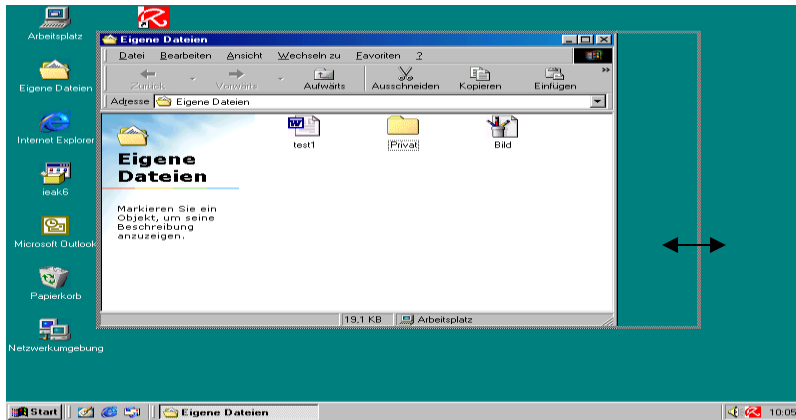 Arbeitsplatz
Eigene Dateien
Internet Explorer
ieak6
Microsoft Outlook
Papierkorb
Netzwerkumgebung
Eigene Dateien
Datei Bearbeiten Ansicht Wechseln zu Favoriten ?
Zurück Vorwärts Aufwärts Ausschneiden Kopieren Einfügen »
Adresse Eigene Dateien
Eigene
Dateien
Markieren Sie ein
Objekt, um seine
Beschreibung
anzuzeigen.
test1 Privat Bild
19,1 KB Arbeitsplatz
Start Eigene Dateien 10:05